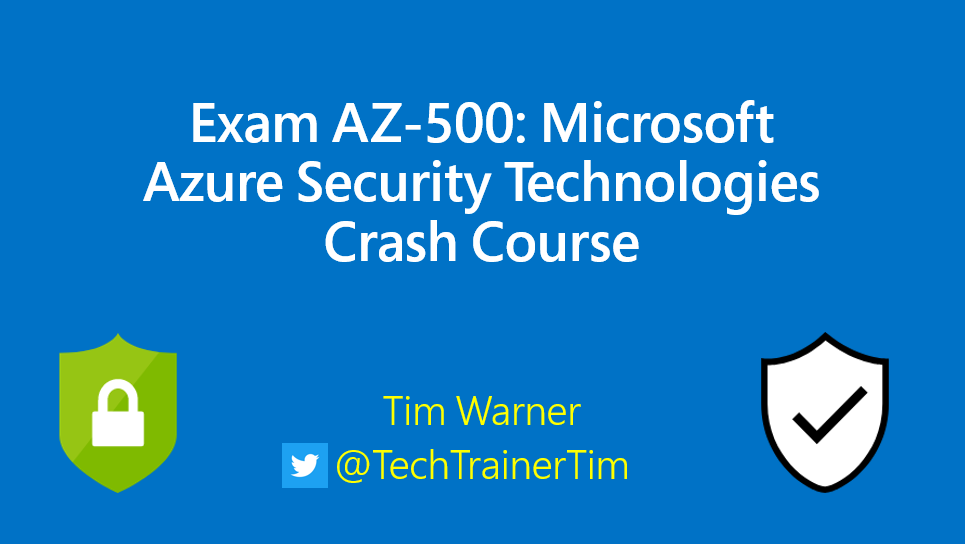 Exam AZ-500: Microsoft
Azure Security Technologies
Crash Course
Tim Warner
@TechTrainerTim